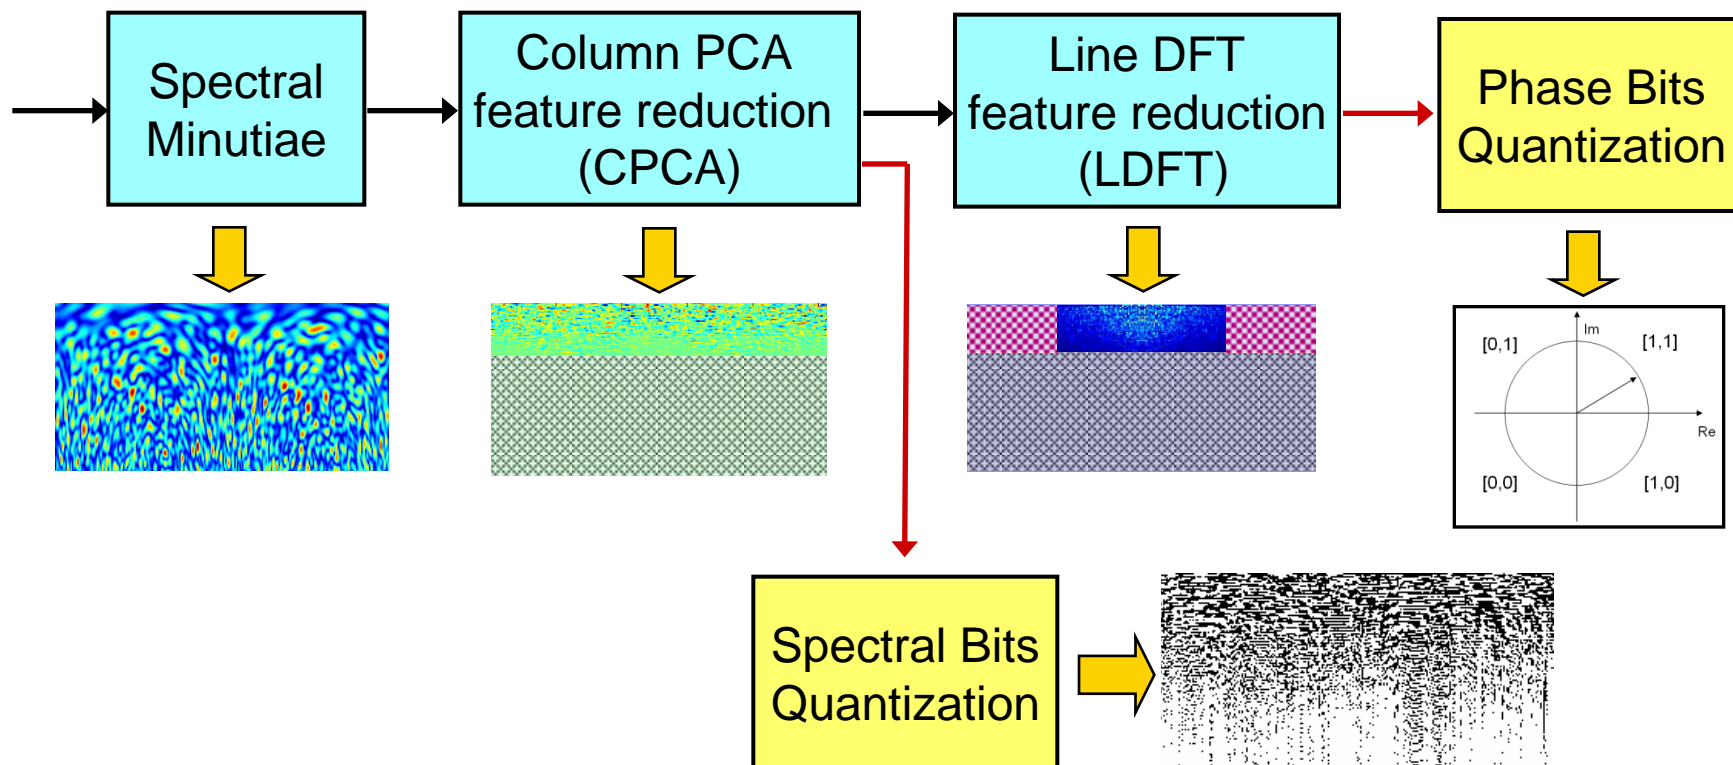 Spectral
Minutiae
Column PCA
feature reduction
(CPCA)
Line DFT
feature reduction
(LDFT)
Phase Bits
Quantization
Im
[0,1]
[1,1]
Re
[0,0]
[1,0]
Spectral Bits
Quantization